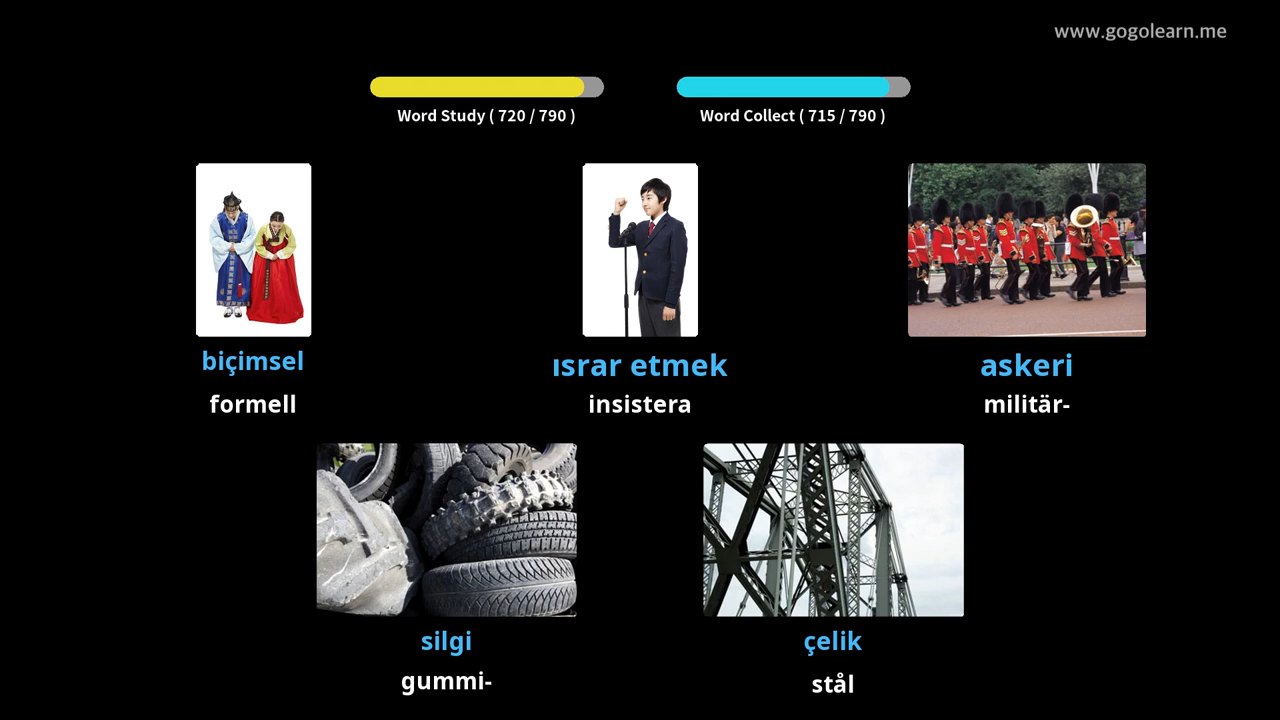 www.gogolearn.me
Word Study ( 720 / 790 )
Word Collect ( 715 / 790 )
biçimsel
formell
ısrar etmek
insistera
askeri
militär-
silgi
gummi-
çelik
stål